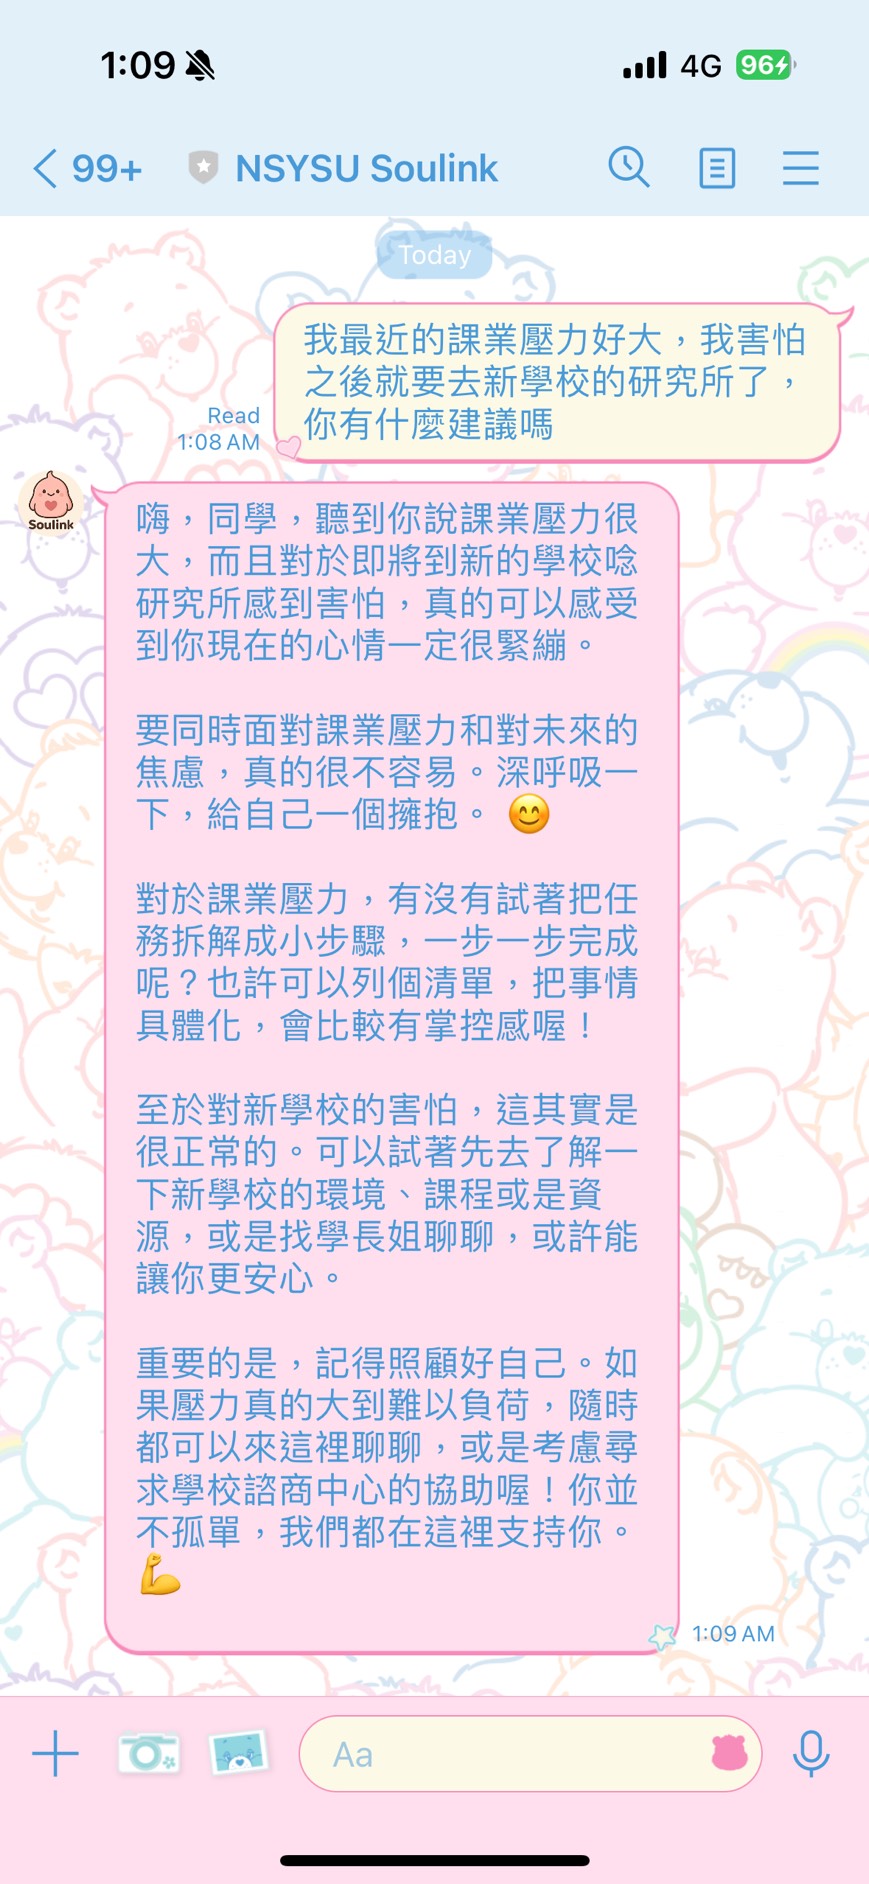 1:09
4G
96
99+
NSYSU Soulink
Today
我最近的課業壓力好大，我害怕
之後就要去新學校的研究所了，
你有什麼建議嗎
Read
1:08 AM
Soulink
嗨，同學，聽到你說課業壓力很
大，而且對於即將到新的學校唸
研究所感到害怕，真的可以感受
到你現在的心情一定很緊繃。
要同時面對課業壓力和對未來的
焦慮，真的很不容易。深呼吸一
下，給自己一個擁抱。 😊
對於課業壓力，有沒有試著把任
務拆解成小步驟，一步一步完成
呢？也許可以列個清單，把事情
具體化，會比較有掌控感喔！
至於對新學校的害怕，這其實是
很正常的。可以試著先去了解一
下新學校的環境、課程或是資
源，或是找學長姐聊聊，或許能
讓你更安心。
重要的是，記得照顧好自己。如
果壓力真的大到難以負荷，隨時
都可以來這裡聊聊，或是考慮尋
求學校諮商中心的協助喔！你並
不孤單，我們都在這裡支持你。
💪
1:09 AM
Aa